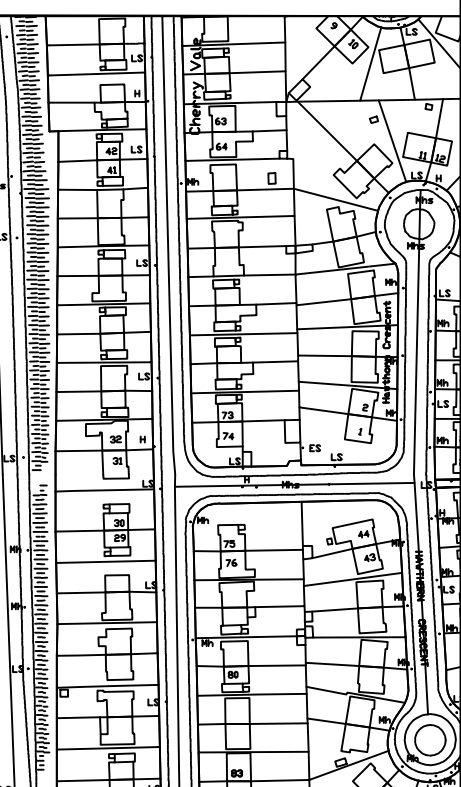 9
10
LS
LS
H
Cherry Vale
63
64
42
LS
41
11 12
LS H
Mh
Mhs
Mhs
LS
Mh
LS
Mh
Hawthorn Crescent
LS
Mh
LS
2
1
Mh
73
74
32 H
31
ES
LS
LS
LS
H
Mhs
LS
LS
Mh
H
30
29
75
76
44
43
Mh
Mh
HAWTHORN CRESCENT
LS
Mh
LS
Mh
Mh
Mh
80
Mh
LS
LS
Mh
83
Mh
Mh